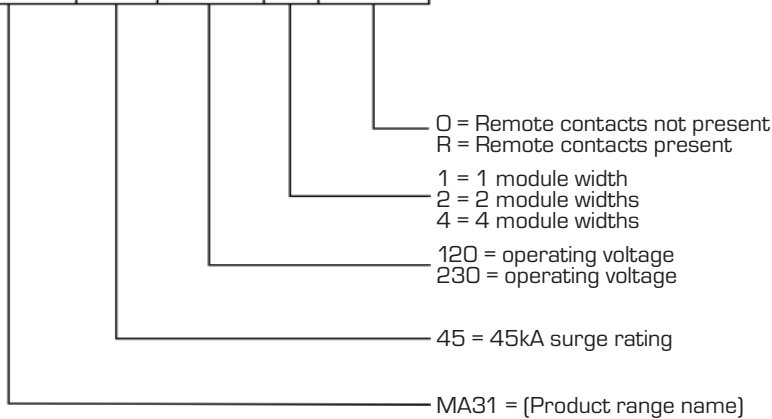 0 = Remote contacts not present
R = Remote contacts present
1 = 1 module width
2 = 2 module widths
4 = 4 module widths
120 = operating voltage
230 = operating voltage
45 = 45kA surge rating
MA31 = (Product range name)